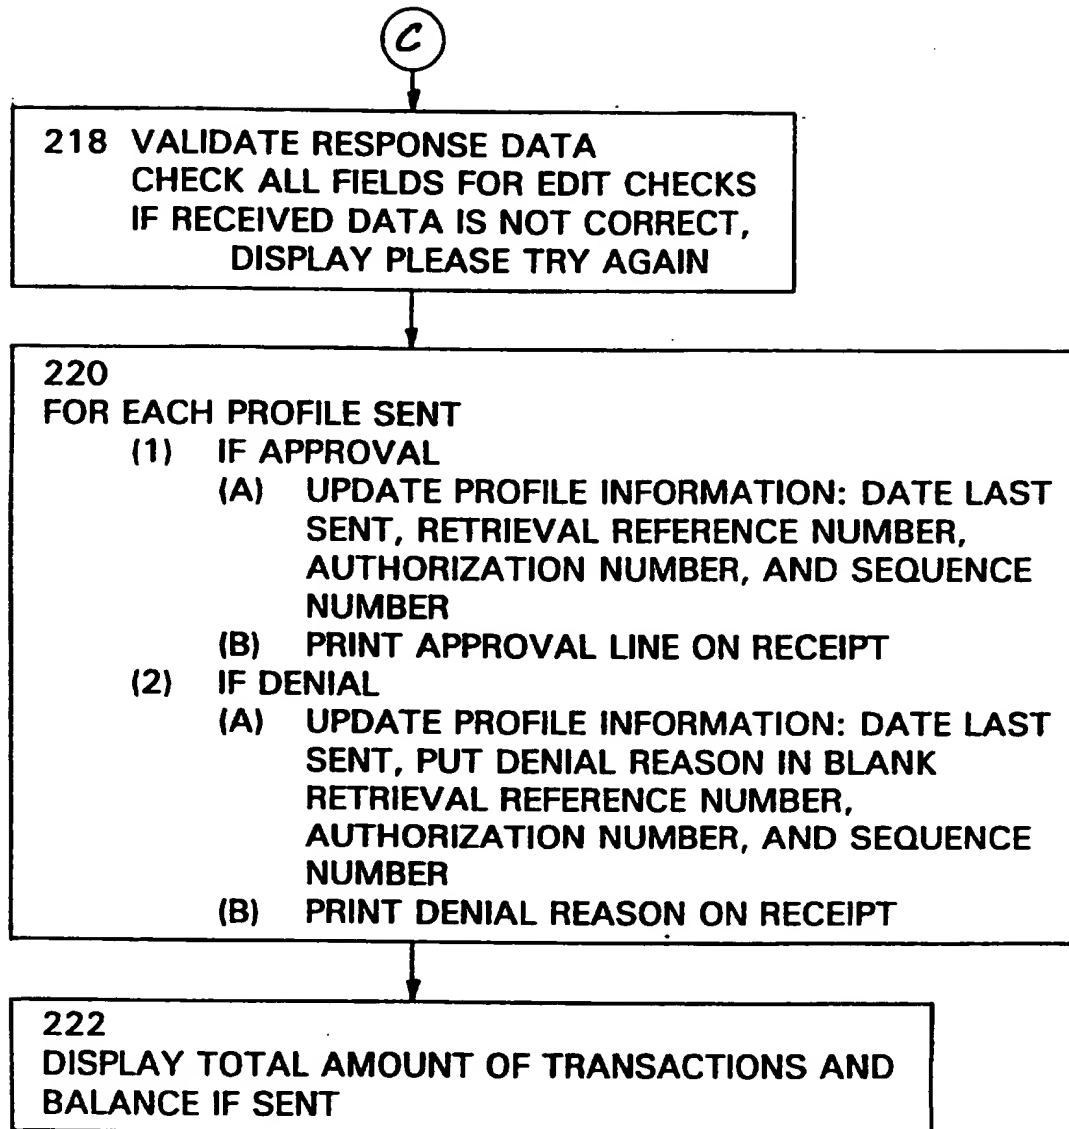 C
218 VALIDATE RESPONSE DATA
CHECK ALL FIELDS FOR EDIT CHECKS
IF RECEIVED DATA IS NOT CORRECT,
DISPLAY PLEASE TRY AGAIN
220
FOR EACH PROFILE SENT
(1) IF APPROVAL
(A) UPDATE PROFILE INFORMATION: DATE LAST
SENT, RETRIEVAL REFERENCE NUMBER,
AUTHORIZATION NUMBER, AND SEQUENCE
NUMBER
(B) PRINT APPROVAL LINE ON RECEIPT
(2) IF DENIAL
(A) UPDATE PROFILE INFORMATION: DATE LAST
SENT, PUT DENIAL REASON IN BLANK
RETRIEVAL REFERENCE NUMBER,
AUTHORIZATION NUMBER, AND SEQUENCE
NUMBER
(B) PRINT DENIAL REASON ON RECEIPT
222
DISPLAY TOTAL AMOUNT OF TRANSACTIONS AND
BALANCE IF SENT